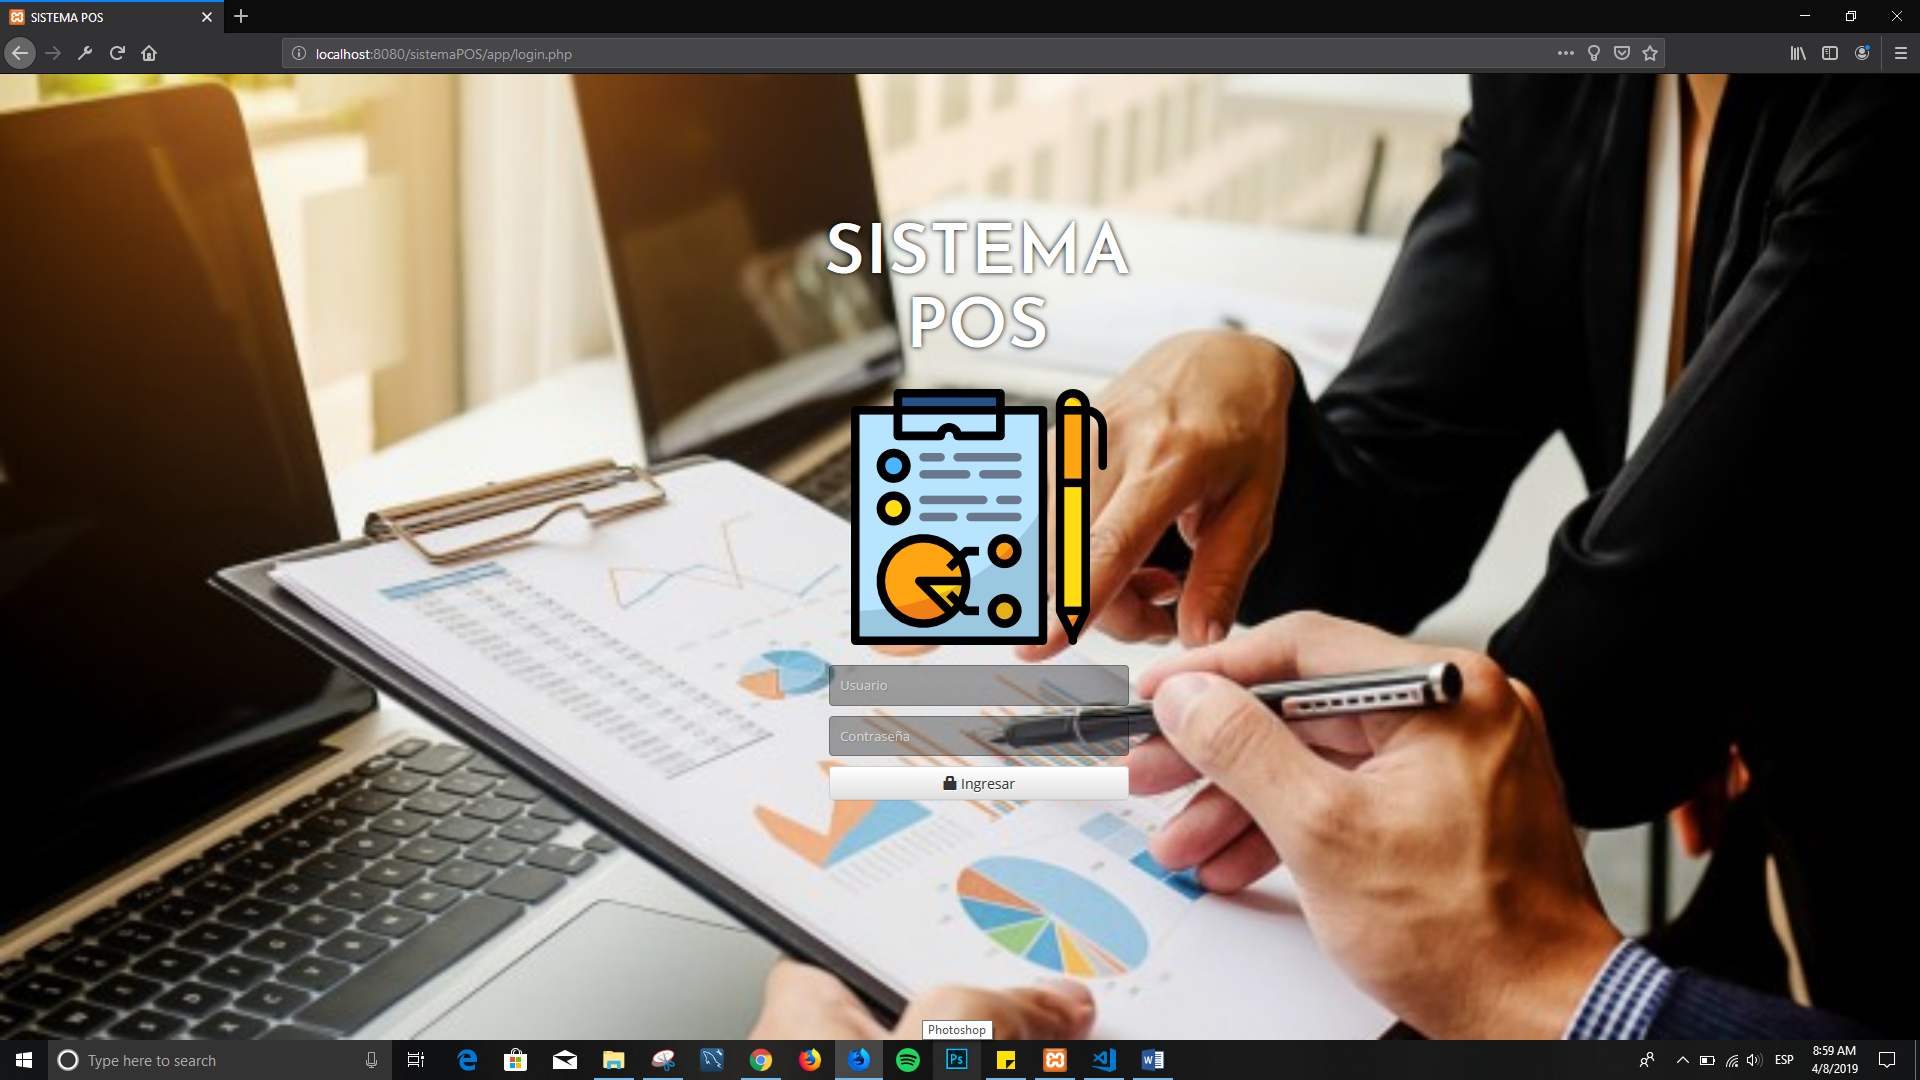 SISTEMA POS
localhost:8080/sistemaPOS/app/login.php
SISTEMA
POS
Usuario
Contraseña
Ingresar
Photoshop
Type here to search
Ps
W
ESP
8:59 AM
4/8/2019